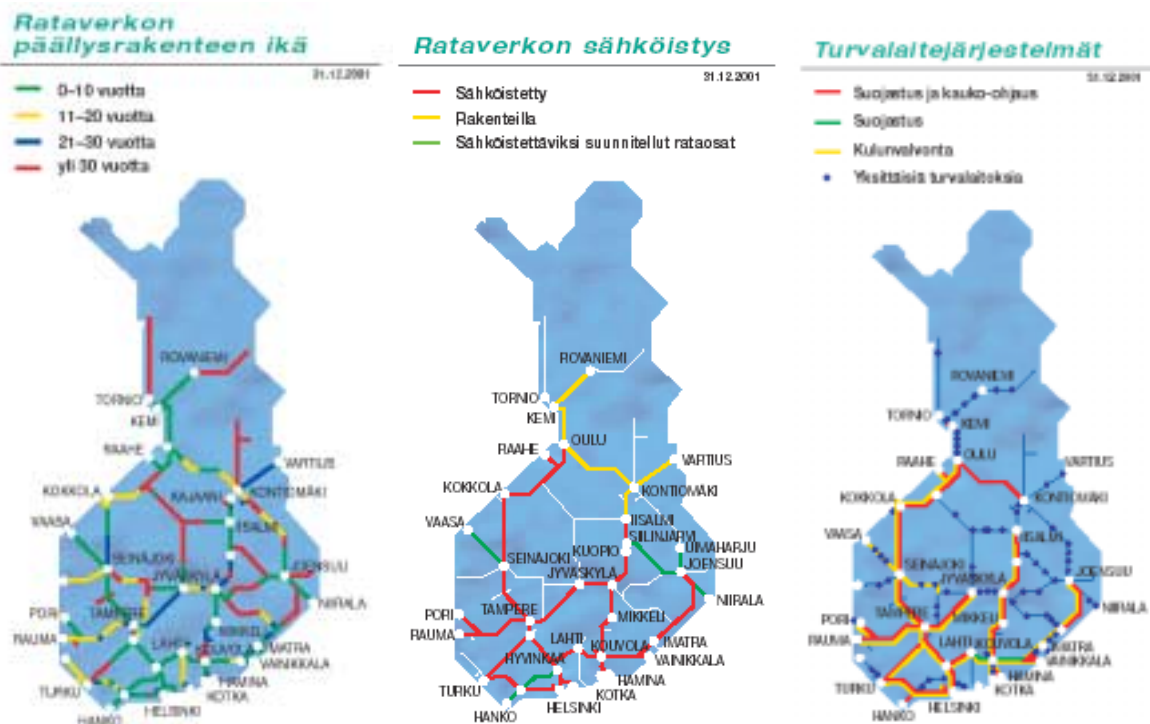 Rataverkon
päällysrakenteen ikä
31.12.2001
0–10 vuotta
11–20 vuotta
21–30 vuotta
yli 30 vuotta
ROVANIEMI
TORNIO
KEMI
RAAHE
VARTIUS
KOKKOLA
KAJAANI
KONTIOMÄKI
VAASA
IISALMI
SEINÄJOKI
JYVÄSKYLÄ
JOENSUU
NIIRALA
PORI
TAMPERE
MIKKELI
RAUMA
LAHTI
IMATRA
KOUVOLA
VAINIKKALA
TURKU
HAMINA
KOTKA
HELSINKI
HANKO
Rataverkon sähköistys
31.12.2001
Sähköistetty
Rakenteilla
Sähköistettäviksi suunnitellut rataosat
ROVANIEMI
TORNIO
KEMI
OULU
RAAHE
VARTIUS
KOKKOLA
KONTIOMÄKI
VAASA
IISALMI
SIILINJÄRVI
KUOPIO
UIMAHARJU
SEINÄJOKI
JOENSUU
JYVÄSKYLÄ
NIIRALA
PORI
TAMPERE
MIKKELI
RAUMA
LAHTI
KOUVOLA
IMATRA
HYVINKÄÄ
VAINIKKALA
TURKU
HAMINA
KOTKA
HANKO
HELSINKI
Turvalaitejärjestelmät
31.12.2001
Suojastus ja kauko-ohjaus
Suojastus
Kulunvalvonta
Yksittäisiä turvalaitoksia
ROVANIEMI
TORNIO
KEMI
OULU
RAAHE
VARTIUS
KOKKOLA
KONTIOMÄKI
VAASA
IISALMI
SEINÄJOKI
JYVÄSKYLÄ
JOENSUU
PORI
TAMPERE
MIKKELI
NIIRALA
RAUMA
LAHTI
KOUVOLA
IMATRA
VAINIKKALA
TURKU
HAMINA
KOTKA
HANKO
HELSINKI